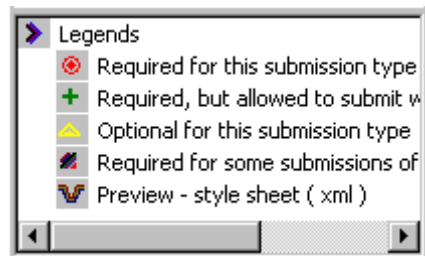 Legends
Required for this submission type
Required, but allowed to submit
Optional for this submission type
Required for some submissions of
Preview - style sheet ( xml )